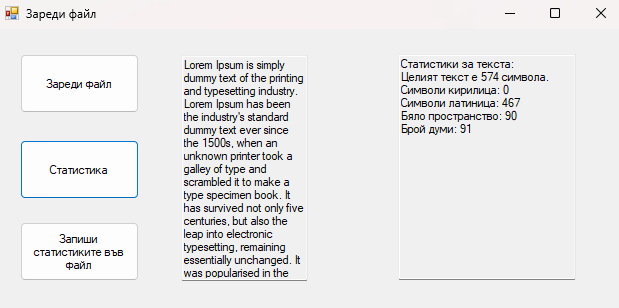 Зареди файл
Зареди файл
Статистика
Запиши
статистиките във
файл
Lorem Ipsum is simply
dummy text of the printing
and typesetting industry.
Lorem Ipsum has been
the industry's standard
dummy text ever since
the 1500s, when an
unknown printer took a
galley of type and
scrambled it to make a
type specimen book. It
has survived not only five
centuries, but also the
leap into electronic
typesetting, remaining
essentially unchanged. It
was popularised in the
Статистики за текста:
Целият текст е 574 символа.
Символи кирилица: 0
Символи латиница: 467
Бяло пространство: 90
Брой думи: 91